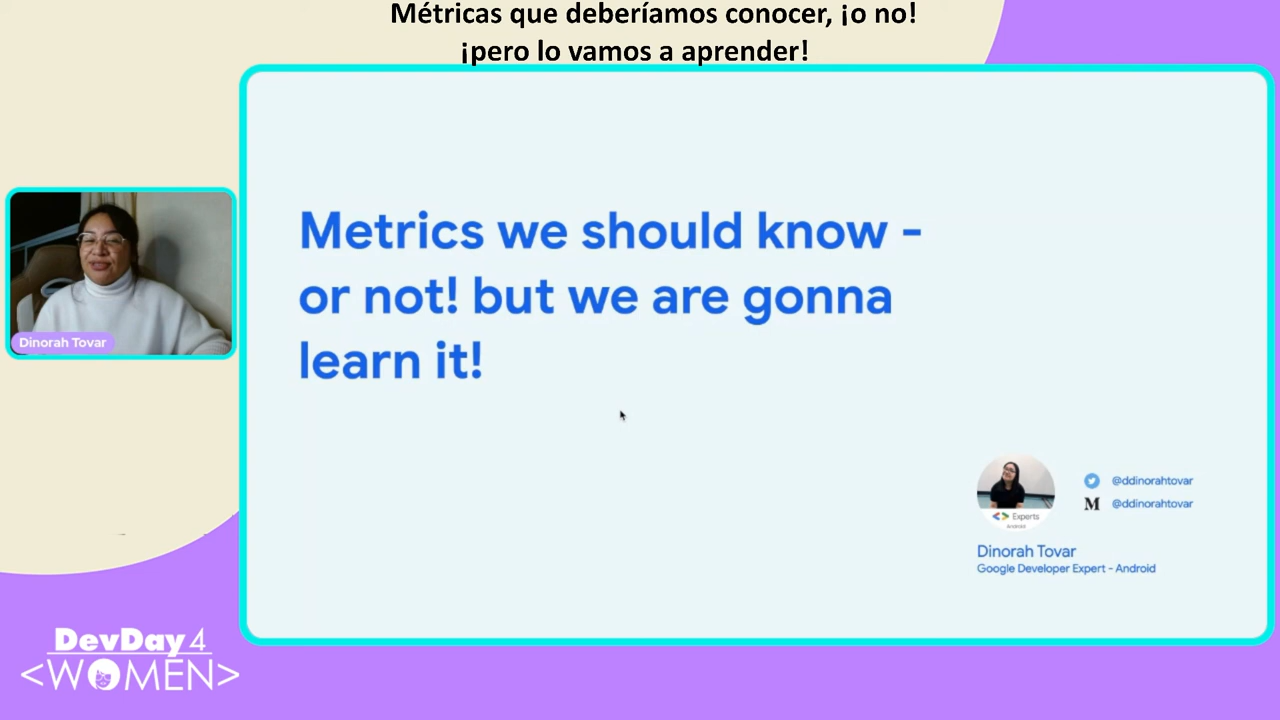 Métricas que deberíamos conocer, ¡o no!
¡pero lo vamos a aprender!
Metrics we should know -
or not! but we are gonna
learn it!
Dinorah Tovar
Experts
Android
@ddinorahtovar
M @ddinorahtovar
Dinorah Tovar
Google Developer Expert - Android
DevDay 4
<WOMEN>